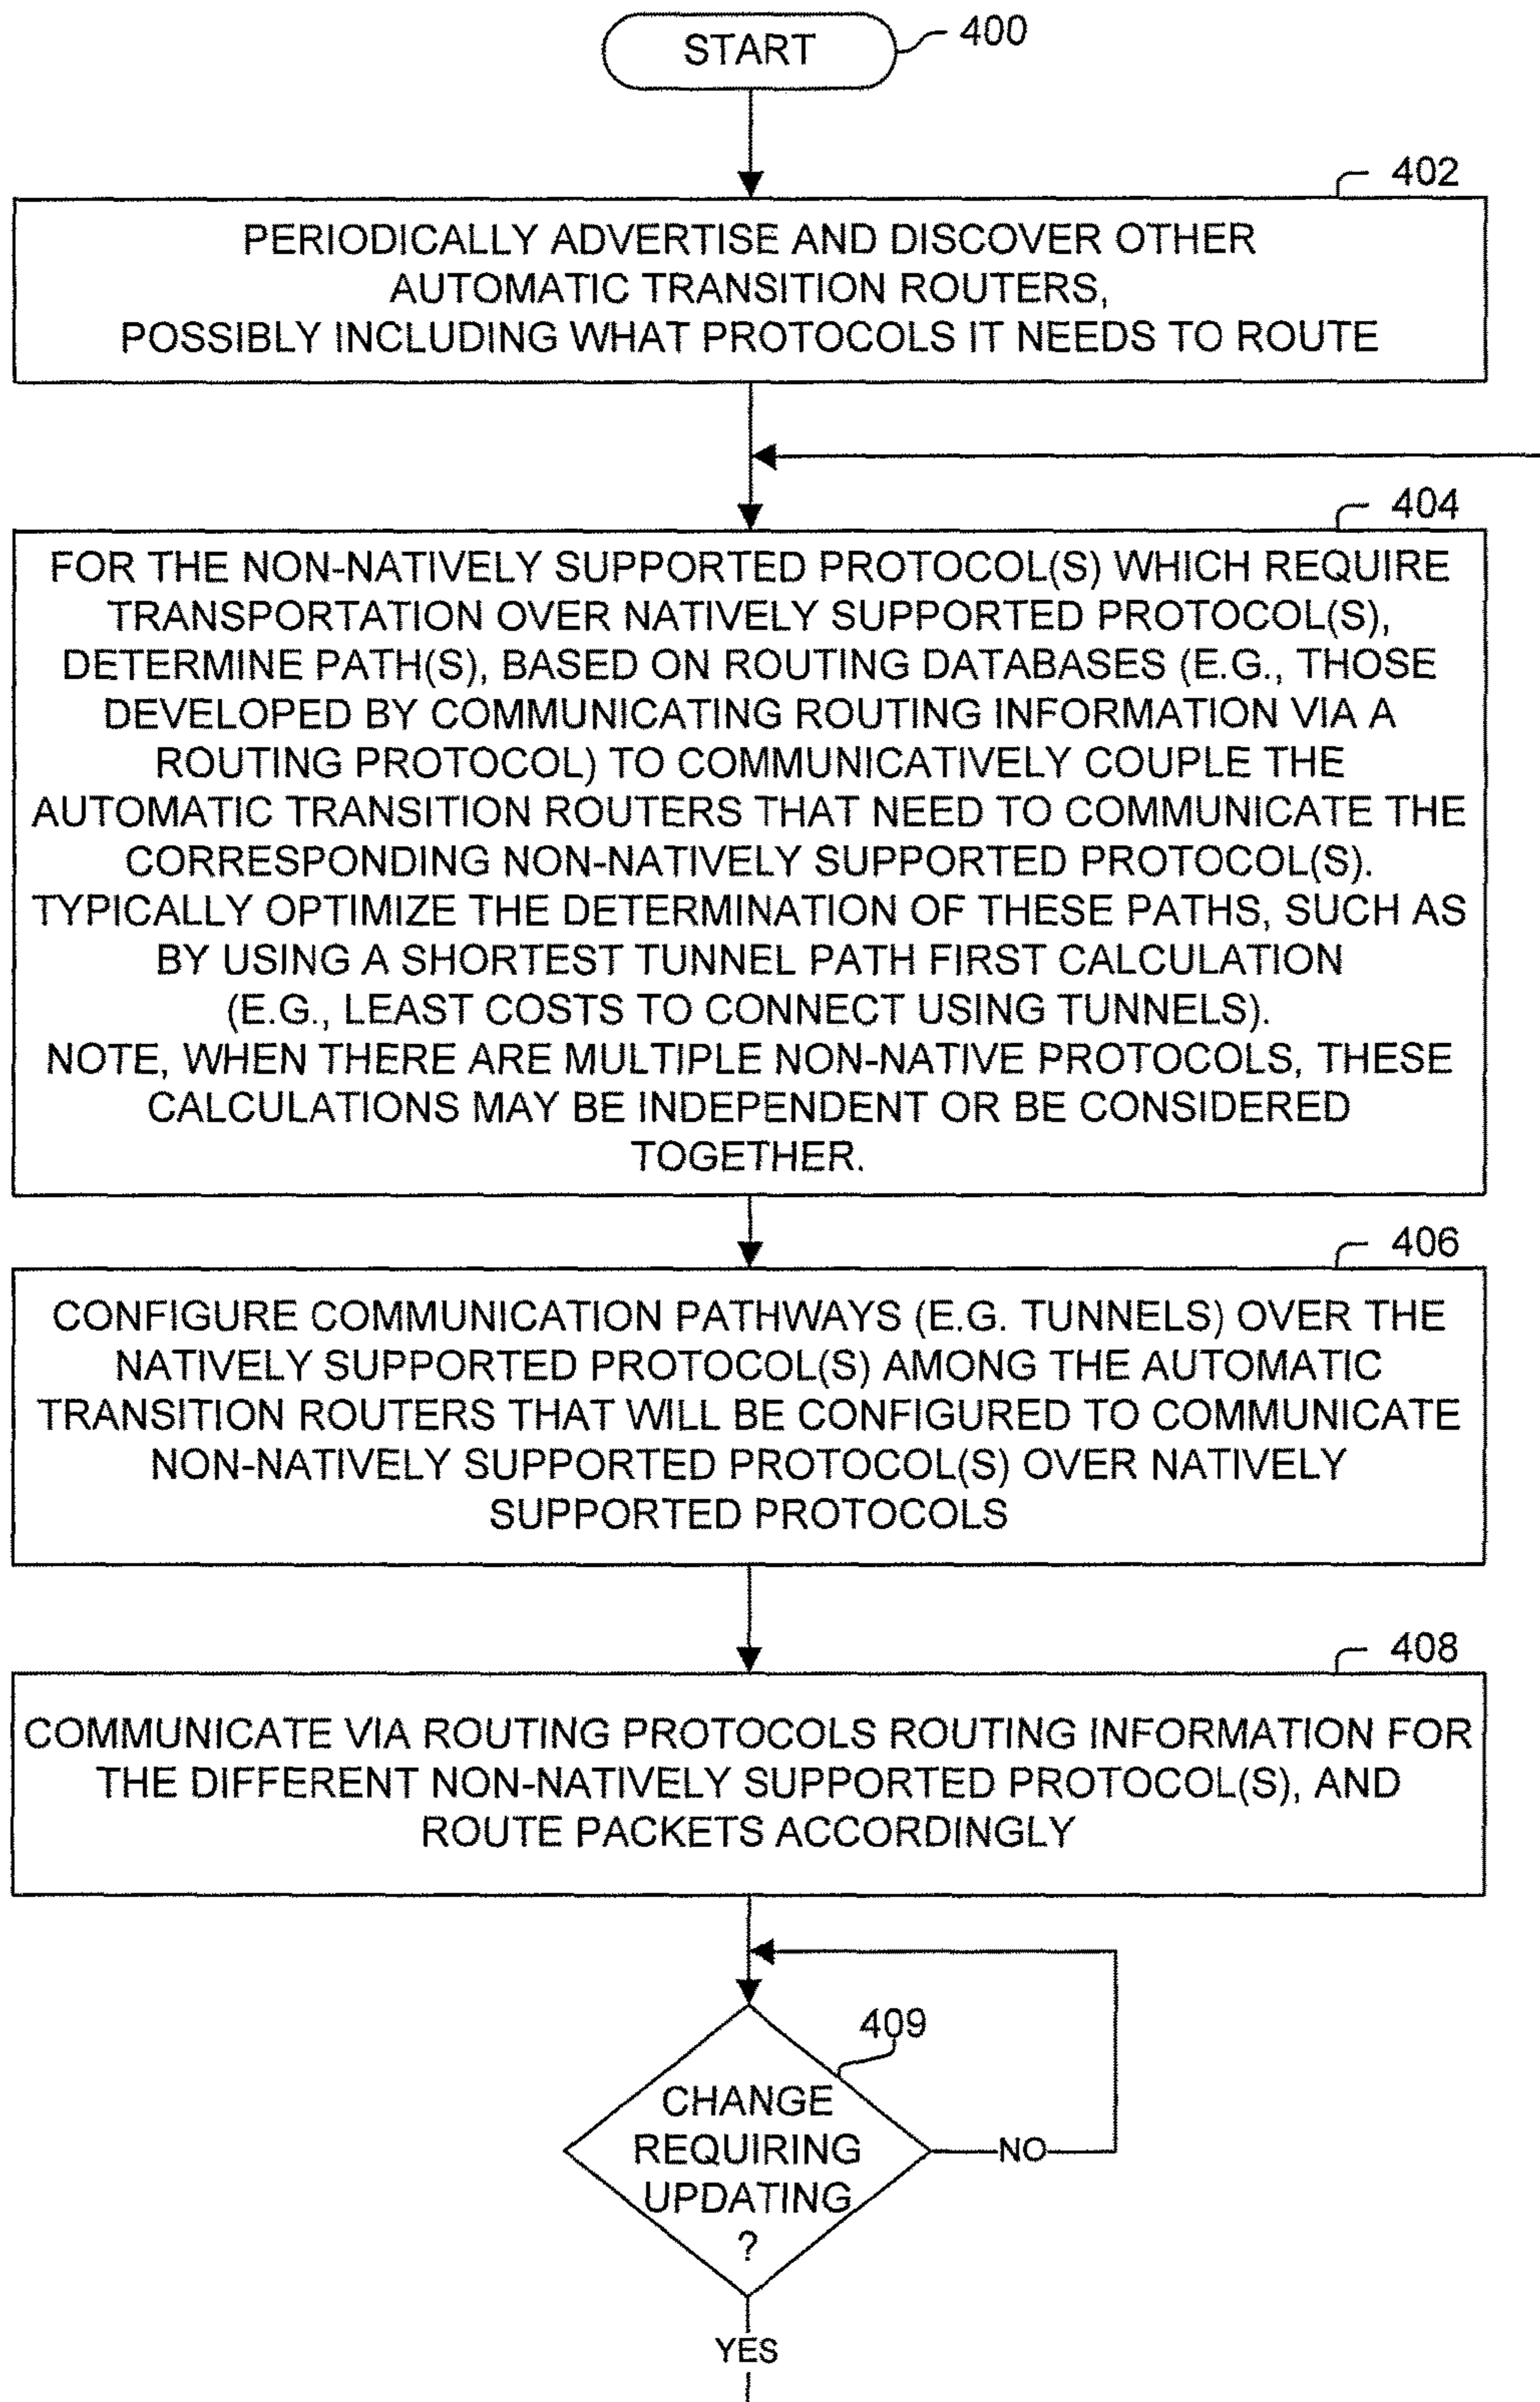 START
400
402
PERIODICALLY ADVERTISE AND DISCOVER OTHER
AUTOMATIC TRANSITION ROUTERS,
POSSIBLY INCLUDING WHAT PROTOCOLS IT NEEDS TO ROUTE
404
FOR THE NON-NATIVELY SUPPORTED PROTOCOL(S) WHICH REQUIRE
TRANSPORTATION OVER NATIVELY SUPPORTED PROTOCOL(S),
DETERMINE PATH(S), BASED ON ROUTING DATABASES (E.G., THOSE
DEVELOPED BY COMMUNICATING ROUTING INFORMATION VIA A
ROUTING PROTOCOL) TO COMMUNICATIVELY COUPLE THE
AUTOMATIC TRANSITION ROUTERS THAT NEED TO COMMUNICATE THE
CORRESPONDING NON-NATIVELY SUPPORTED PROTOCOL(S).
TYPICALLY OPTIMIZE THE DETERMINATION OF THESE PATHS, SUCH AS
BY USING A SHORTEST TUNNEL PATH FIRST CALCULATION
(E.G., LEAST COSTS TO CONNECT USING TUNNELS).
NOTE, WHEN THERE ARE MULTIPLE NON-NATIVE PROTOCOLS, THESE
CALCULATIONS MAY BE INDEPENDENT OR BE CONSIDERED
TOGETHER.
406
CONFIGURE COMMUNICATION PATHWAYS (E.G. TUNNELS) OVER THE
NATIVELY SUPPORTED PROTOCOL(S) AMONG THE AUTOMATIC
TRANSITION ROUTERS THAT WILL BE CONFIGURED TO COMMUNICATE
NON-NATIVELY SUPPORTED PROTOCOL(S) OVER NATIVELY
SUPPORTED PROTOCOLS
408
COMMUNICATE VIA ROUTING PROTOCOLS ROUTING INFORMATION FOR
THE DIFFERENT NON-NATIVELY SUPPORTED PROTOCOL(S), AND
ROUTE PACKETS ACCORDINGLY
409
CHANGE
REQUIRING
UPDATING
?
NO
YES